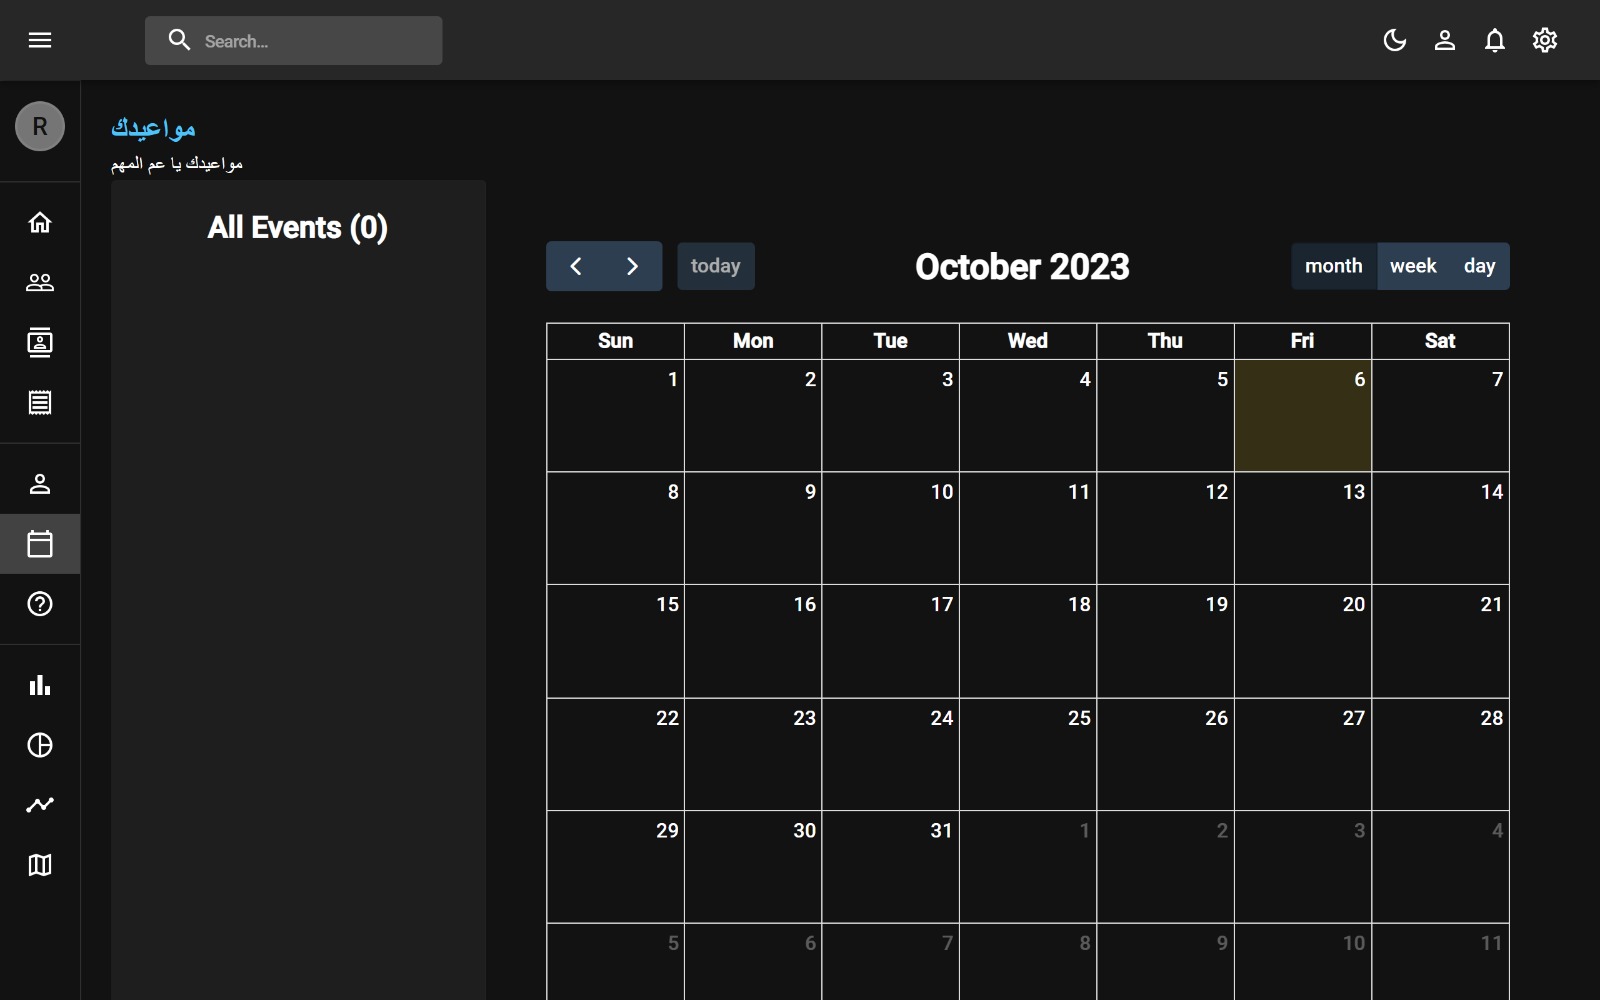 Search...
R
مواعيدك
مواعيدك يا عم المهم
All Events (0)
today
October 2023
month week day
Sun Mon Tue Wed Thu Fri Sat
1 2 3 4 5 6 7
8 9 10 11 12 13 14
15 16 17 18 19 20 21
22 23 24 25 26 27 28
29 30 31 1 2 3 4
5 6 7 8 9 10 11